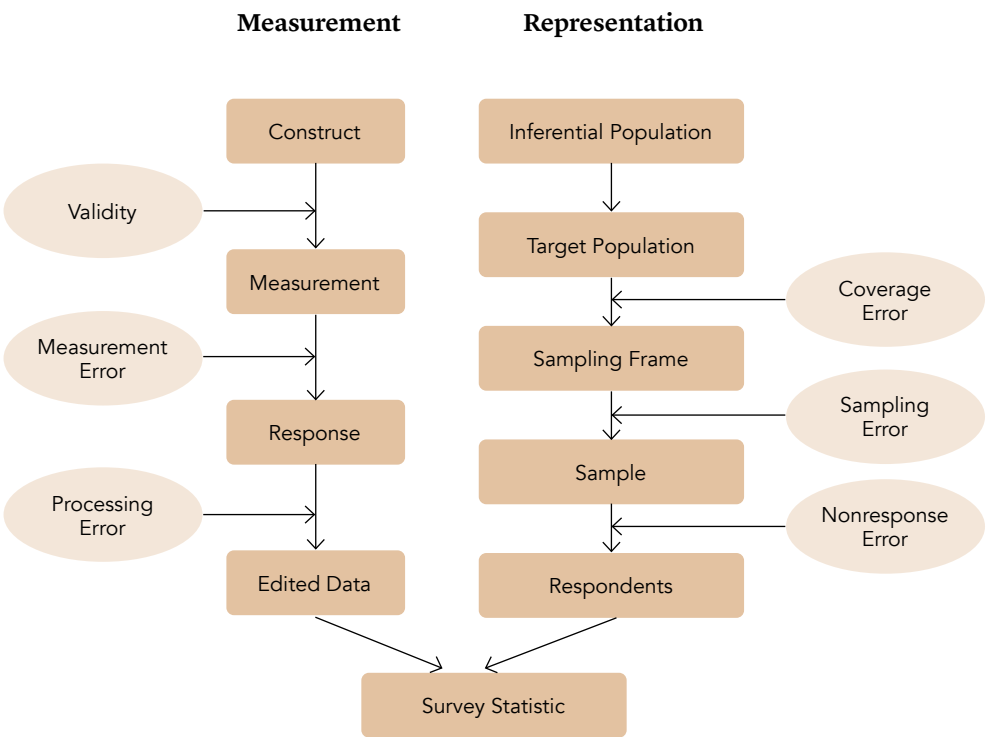 Measurement
Representation
Construct
Inferential Population
Validity
Target Population
Measurement
Coverage
Error
Measurement
Error
Sampling Frame
Sampling
Error
Response
Sample
Processing
Error
Nonresponse
Error
Edited Data
Respondents
Survey Statistic